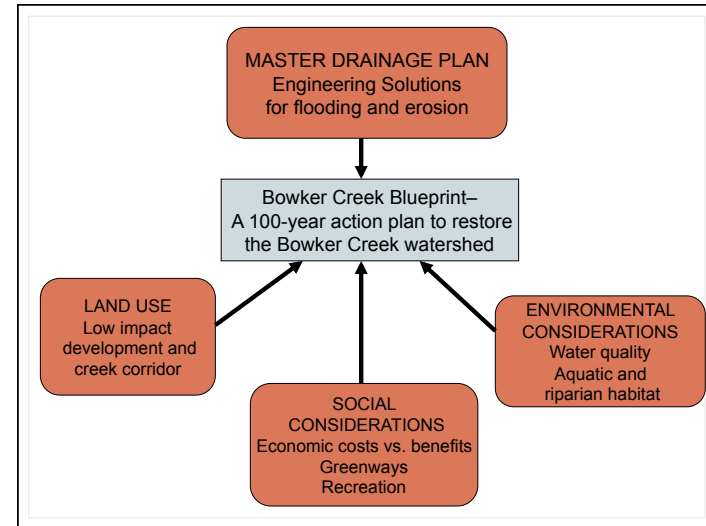 MASTER DRAINAGE PLAN
Engineering Solutions
for flooding and erosion
Bowker Creek Blueprint–
A 100-year action plan to restore
the Bowker Creek watershed
LAND USE
Low impact
development and
creek corridor
SOCIAL
CONSIDERATIONS
Economic costs vs. benefits
Greenways
Recreation
ENVIRONMENTAL
CONSIDERATIONS
Water quality
Aquatic and
riparian habitat